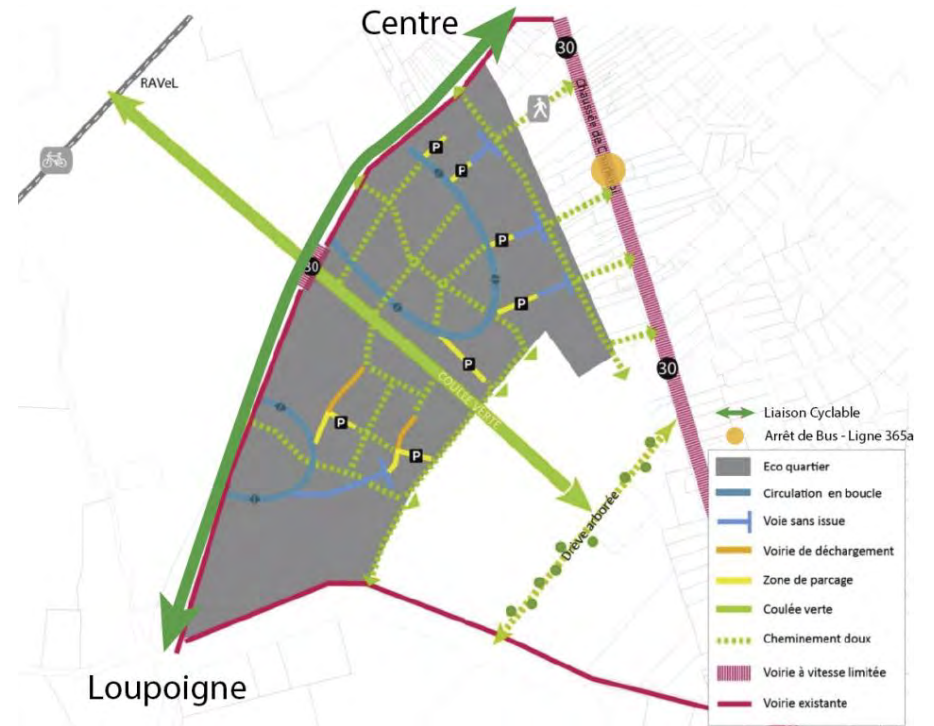 Centre
30
RAVeL
Chaussée de Charleroi
P
P
P
30
P
P
30
COULEE VERTE
P
P
Drève arborée
Loupoigne
Liaison Cyclable
Arrêt de Bus - Ligne 365a
Eco quartier
Circulation en boucle
Voie sans issue
Voirie de déchargement
Zone de parcage
Coulée verte
Cheminement doux
Voirie à vitesse limitée
Voirie existante